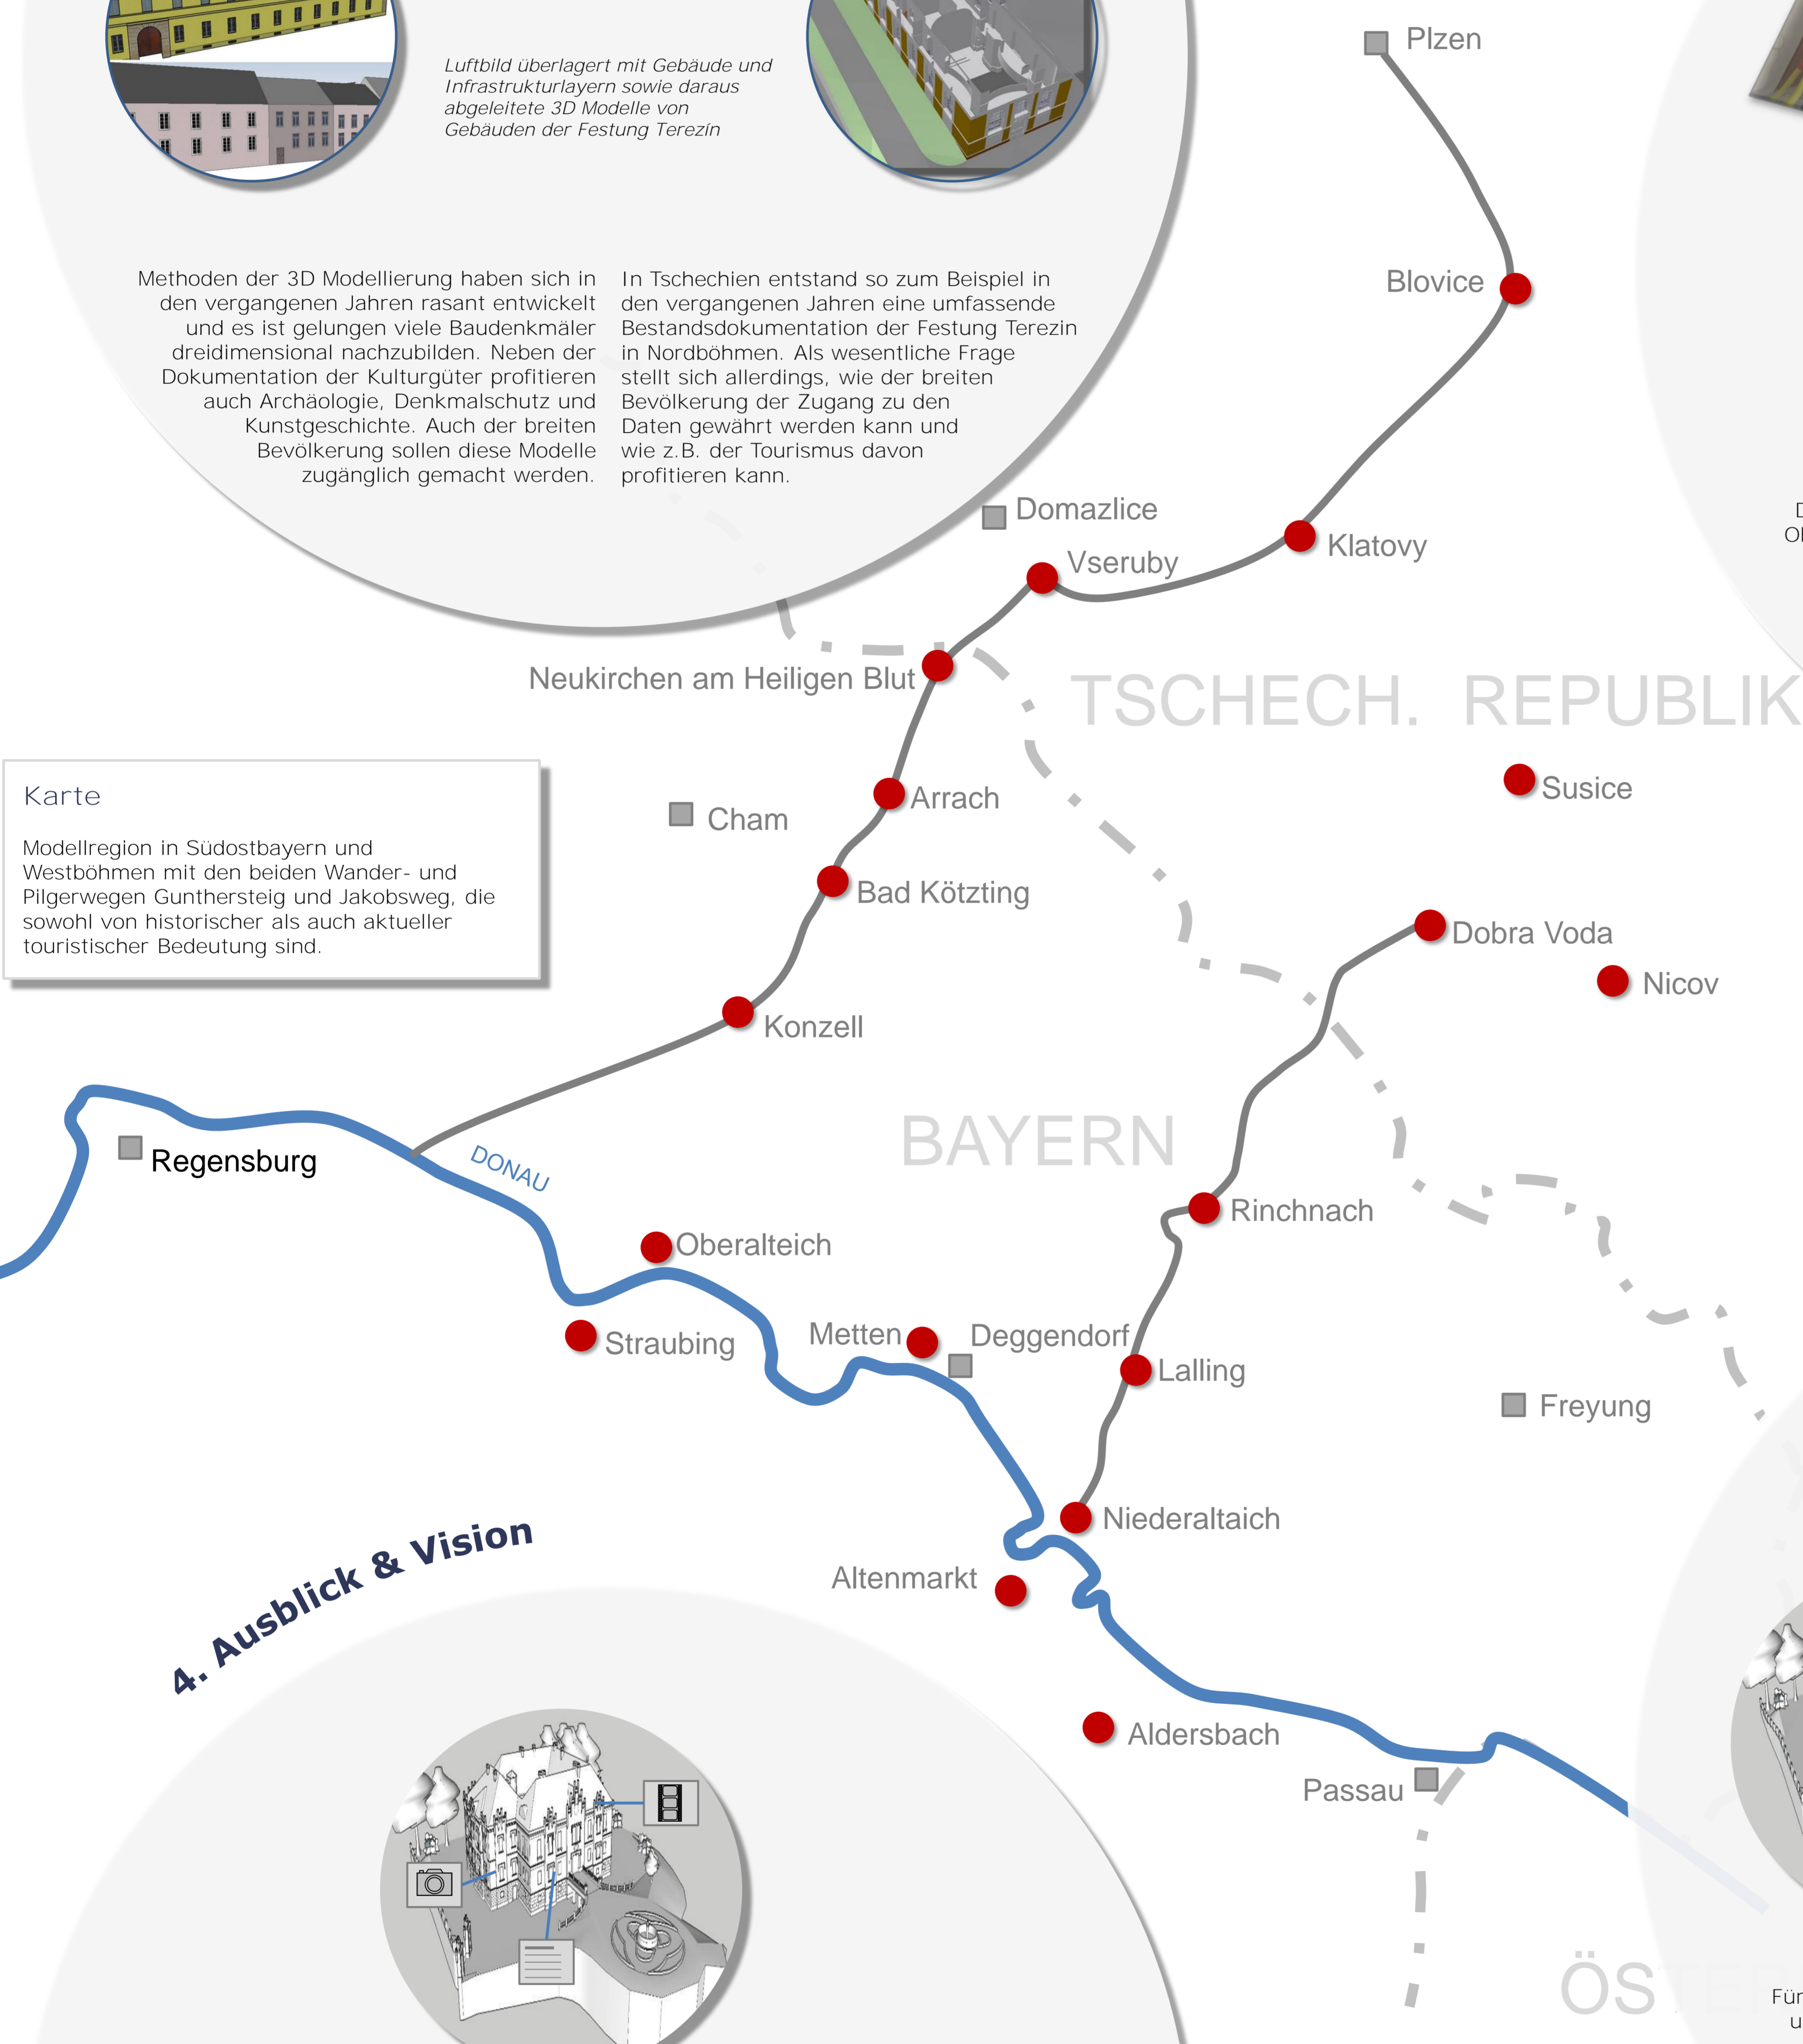 Luftbild überlagert mit Gebäude und
Infrastrukturlayern sowie daraus
abgeleitete 3D Modelle von
Gebäuden der Festung Terezín
Methoden der 3D Modellierung haben sich in
den vergangenen Jahren rasant entwickelt
und es ist gelungen viele Baudenkmäler
dreidimensional nachzubilden. Neben der
Dokumentation der Kulturgüter profitieren
auch Archäologie, Denkmalschutz und
Kunstgeschichte. Auch der breiten
Bevölkerung sollen diese Modelle
zugänglich gemacht werden.
In Tschechien entstand so zum Beispiel in
den vergangenen Jahren eine umfassende
Bestandsdokumentation der Festung Terezin
in Nordböhmen. Als wesentliche Frage
stellt sich allerdings, wie der breiten
Bevölkerung der Zugang zu den
Daten gewährt werden kann und
wie z.B. der Tourismus davon
profitieren kann.
Plzen
Blovice
Domazlice
Vseruby
Klatovy
Neukirchen am Heiligen Blut
TSCHECH. REPUBLIK
Karte
Modellregion in Südostbayern und
Westböhmen mit den beiden Wander- und
Pilgerwegen Gunthersteig und Jakobsweg, die
sowohl von historischer als auch aktueller
touristischer Bedeutung sind.
Susice
Arrach
Cham
Bad Kötzting
Dobra Voda
Nicov
Konzell
BAYERN
Regensburg
DONAU
Rinchnach
Oberalteich
Straubing
Metten
Deggendorf
Lalling
Freyung
Niederaltaich
4. Ausblick & Vision
Altenmarkt
Aldersbach
Passau
ÖSTER
Für